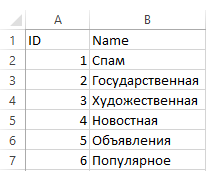 A B
1 ID Name
2 1 Спам
3 2 Государственная
4 3 Художественная
5 4 Новостная
6 5 Объявления
7 6 Популярное